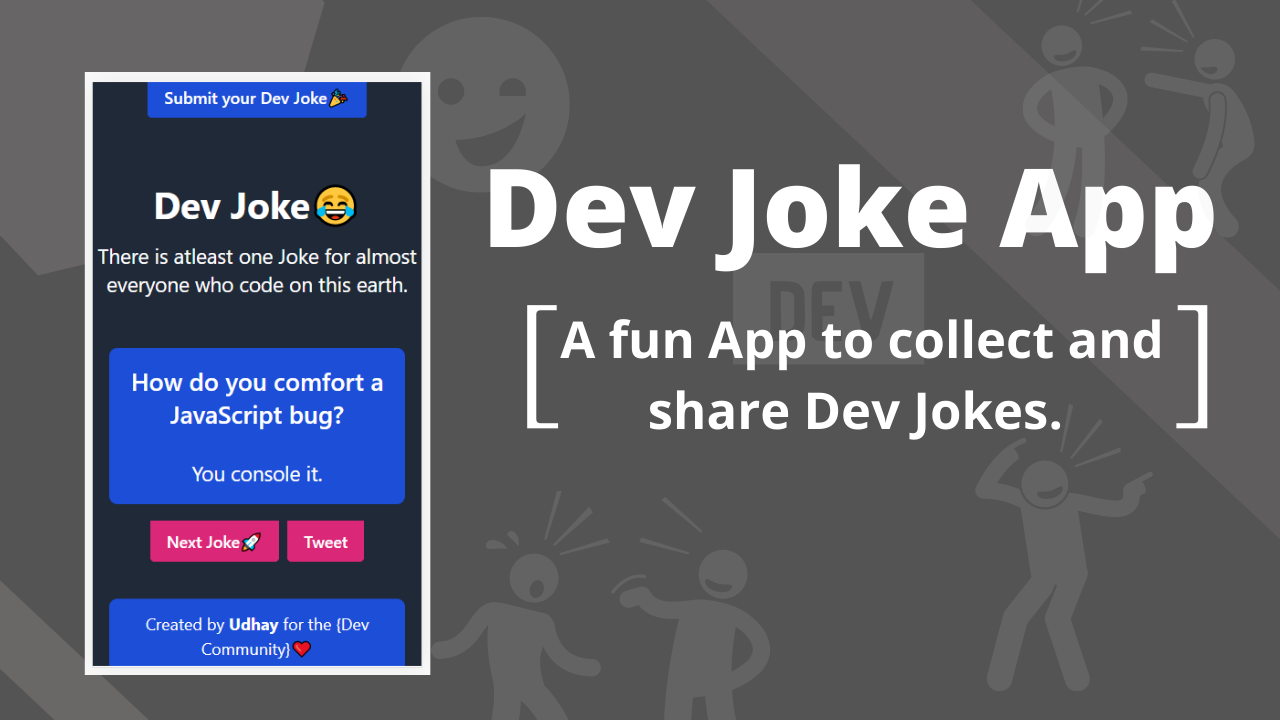 Submit your Dev Joke🎉
Dev Joke😂
There is atleast one Joke for almost
everyone who code on this earth.
How do you comfort a
JavaScript bug?
You console it.
Next Joke🚀 Tweet
Created by Udhay for the {Dev
Community}❤️
Dev Joke App
DEV
[A fun App to collect and
share Dev Jokes.]